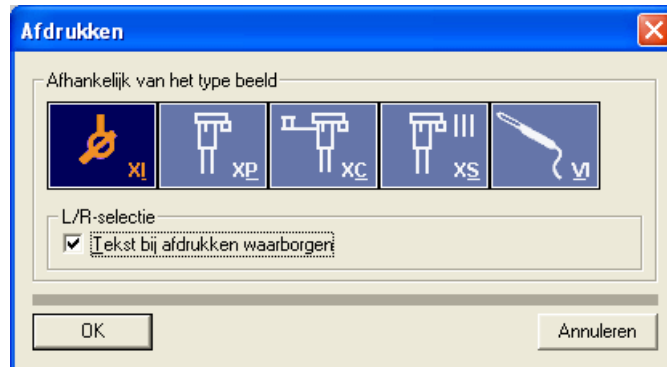 Afdrukken
Afhankelijk van het type beeld
XI XP XC XS VI
L/R-selectie
Tekst bij afdrukken waarborgen
OK Annuleren